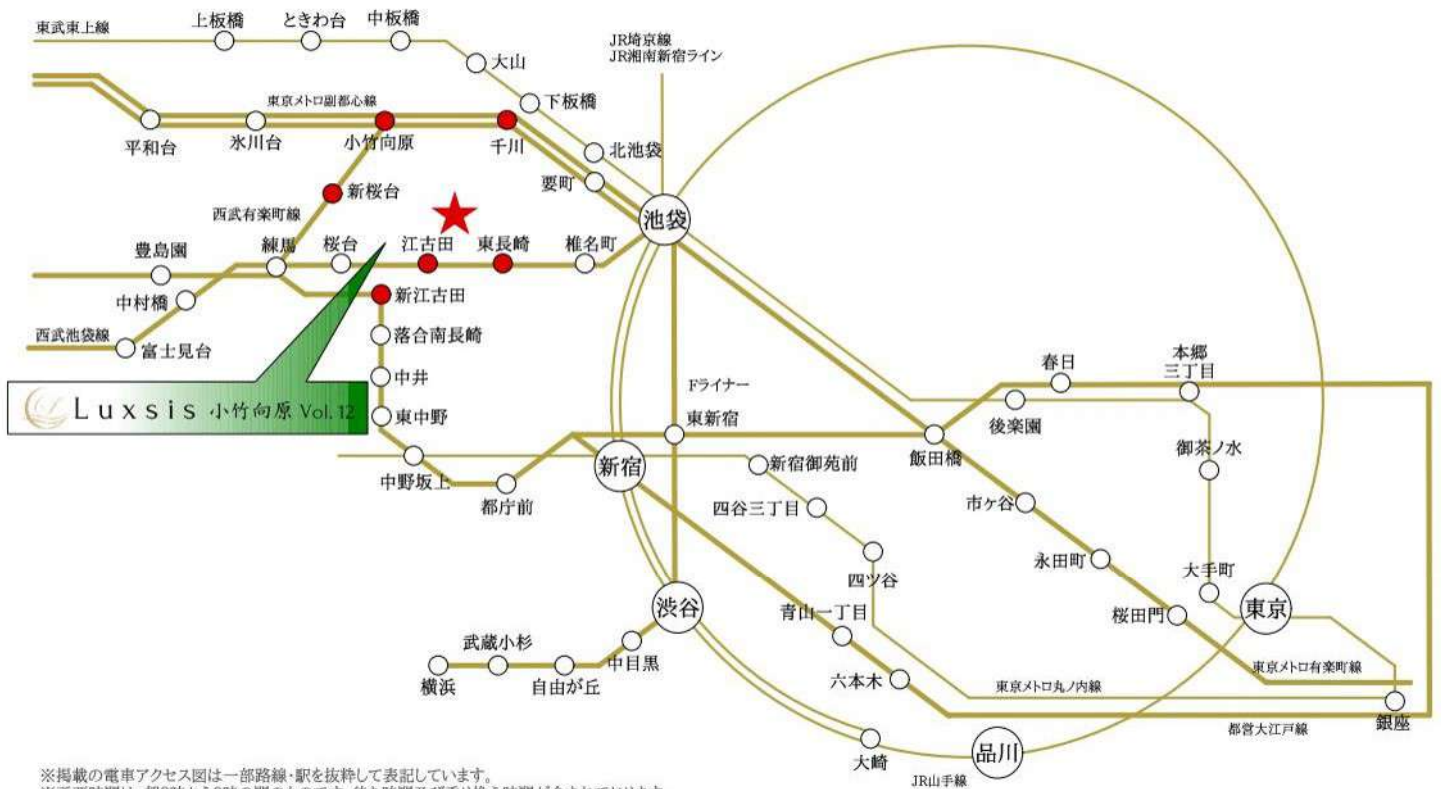 東武東上線
上板橋
ときわ台
中板橋
大山
下板橋
北池袋
JR埼京線
JR湘南新宿ライン
東京メトロ副都心線
平和台
氷川台
小竹向原
千川
要町
池袋
新桜台
西武有楽町線
豊島園
練馬
桜台
江古田
東長崎
椎名町
中村橋
新江古田
西武池袋線
富士見台
落合南長崎
中井
Luxsis 小竹向原 Vol. 12
東中野
中野坂上
都庁前
Fライナー
東新宿
新宿
新宿御苑前
四谷三丁目
四ツ谷
春日
本郷
三丁目
後楽園
飯田橋
御茶ノ水
市ヶ谷
永田町
大手町
桜田門
東京
渋谷
青山一丁目
六本木
中目黒
武蔵小杉
横浜
自由が丘
東京メトロ有楽町線
東京メトロ丸ノ内線
銀座
都営大江戸線
大崎
品川
JR山手線
※掲載の電車アクセス図は一部路線・駅を抜粋して表記しています。